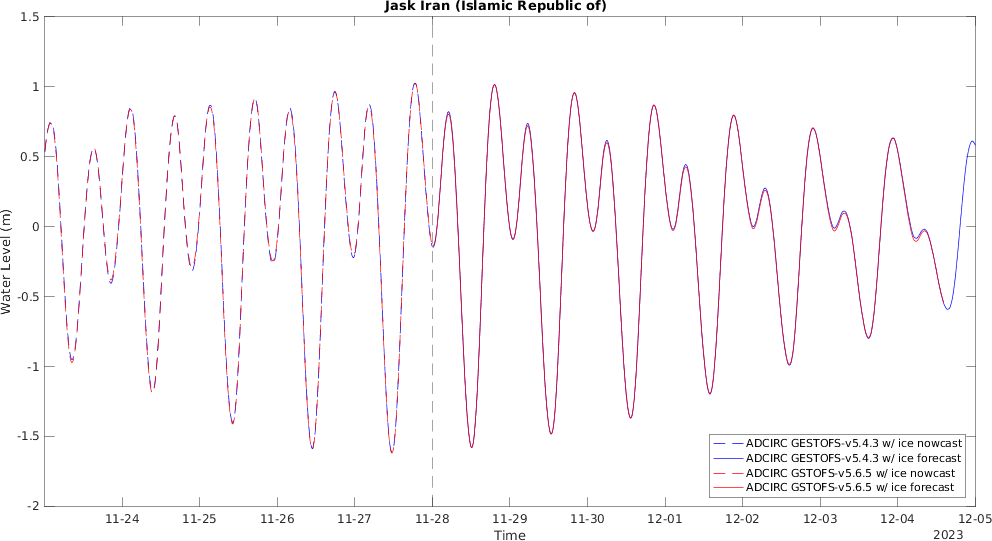 Jask Iran (Islamic Republic of)
1.5
1
0.5
0
-0.5
-1
-1.5
-2
Water Level (m)
ADCIRC GESTOFS-v5.4.3 w/ ice nowcast
ADCIRC GESTOFS-v5.4.3 w/ ice forecast
ADCIRC GSTOFS-v5.6.5 w/ ice nowcast
ADCIRC GSTOFS-v5.6.5 w/ ice forecast
11-24 11-25 11-26 11-27 11-28 11-29 11-30 12-01 12-02 12-03 12-04 12-05
Time
2023